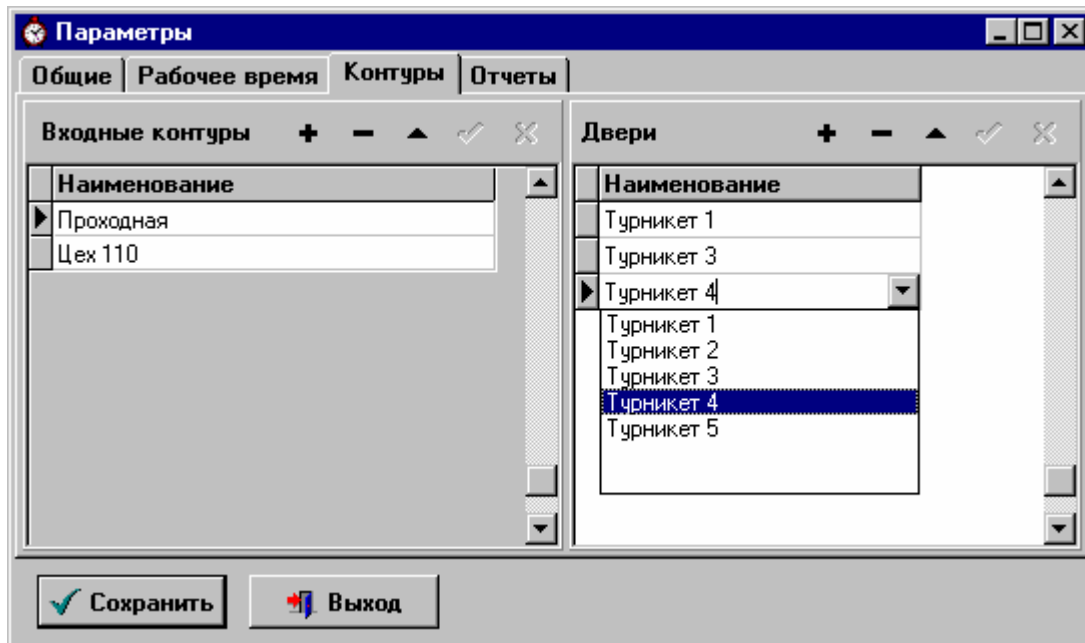 Параметры
Общие Рабочее время Контуры Отчеты
Входные контуры
Наименование
Проходная
Цех 110
Двери
Наименование
Турникет 1
Турникет 3
Турникет 4
Турникет 1
Турникет 2
Турникет 3
Турникет 4
Турникет 5
Сохранить Выход